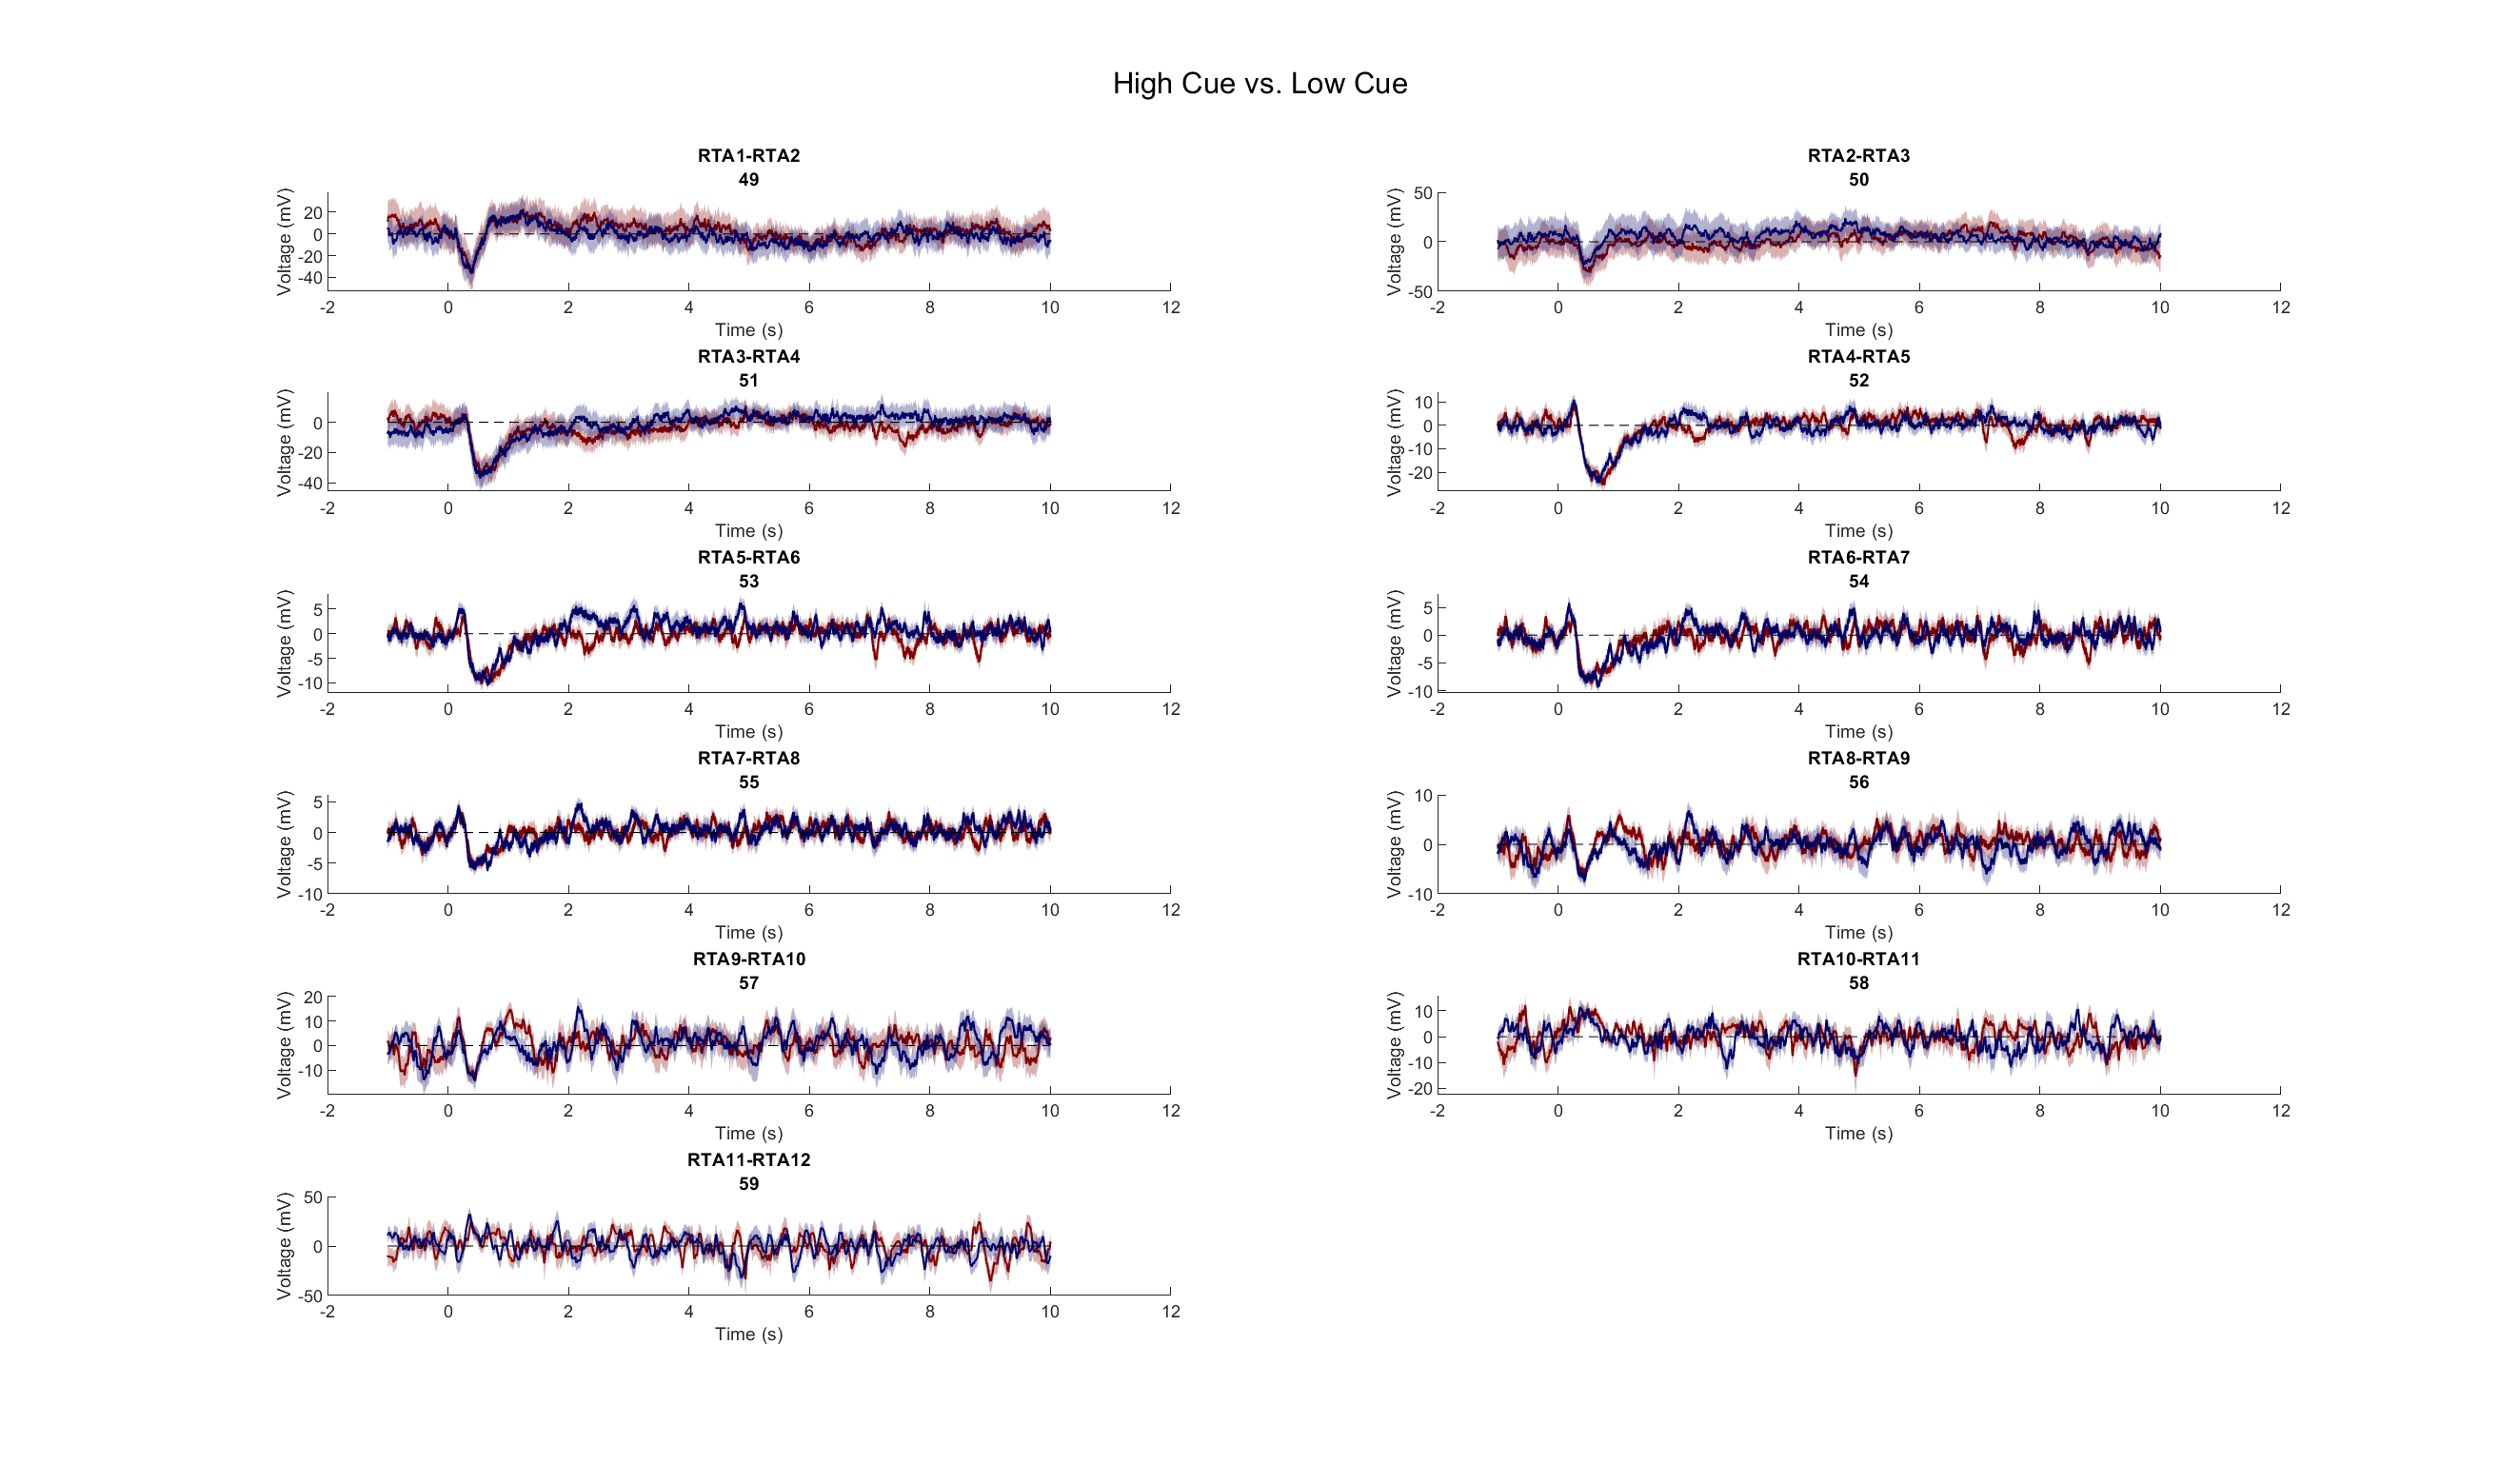 High Cue vs. Low Cue
RTA1-RTA2
49
Voltage (mV)
20
0
-20
-40
-2 0 2 4 6 8 10 12
Time (s)
RTA2-RTA3
50
Voltage (mV)
50
0
-50
-2 0 2 4 6 8 10 12
Time (s)
RTA3-RTA4
51
Voltage (mV)
0
-20
-40
-2 0 2 4 6 8 10 12
Time (s)
RTA4-RTA5
52
Voltage (mV)
10
0
-10
-20
-2 0 2 4 6 8 10 12
Time (s)
RTA5-RTA6
53
Voltage (mV)
5
0
-5
-10
-2 0 2 4 6 8 10 12
Time (s)
RTA6-RTA7
54
Voltage (mV)
5
0
-5
-10
-2 0 2 4 6 8 10 12
Time (s)
RTA7-RTA8
55
Voltage (mV)
5
0
-5
-10
-2 0 2 4 6 8 10 12
Time (s)
RTA8-RTA9
56
Voltage (mV)
10
0
-10
-2 0 2 4 6 8 10 12
Time (s)
RTA9-RTA10
57
Voltage (mV)
20
10
0
-10
-2 0 2 4 6 8 10 12
Time (s)
RTA10-RTA11
58
Voltage (mV)
10
0
-10
-20
-2 0 2 4 6 8 10 12
Time (s)
RTA11-RTA12
59
Voltage (mV)
50
0
-50
-2 0 2 4 6 8 10 12
Time (s)